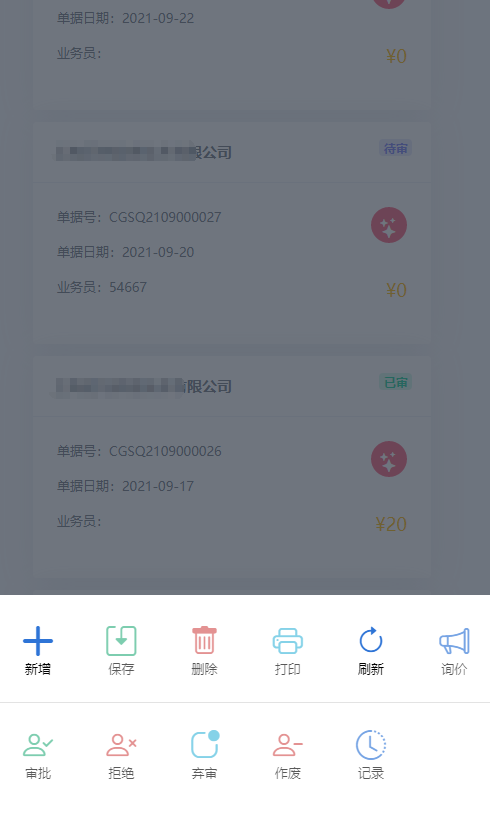 单据日期：2021-09-22
业务员：
¥0
限公司
待审
单据号：CGSQ2109000027
单据日期：2021-09-20
业务员：54667
¥0
有限公司
已审
单据号：CGSQ2109000026
单据日期：2021-09-17
业务员：
¥20
新增 保存 删除 打印 刷新 询价
审批 拒绝 弃审 作废 记录